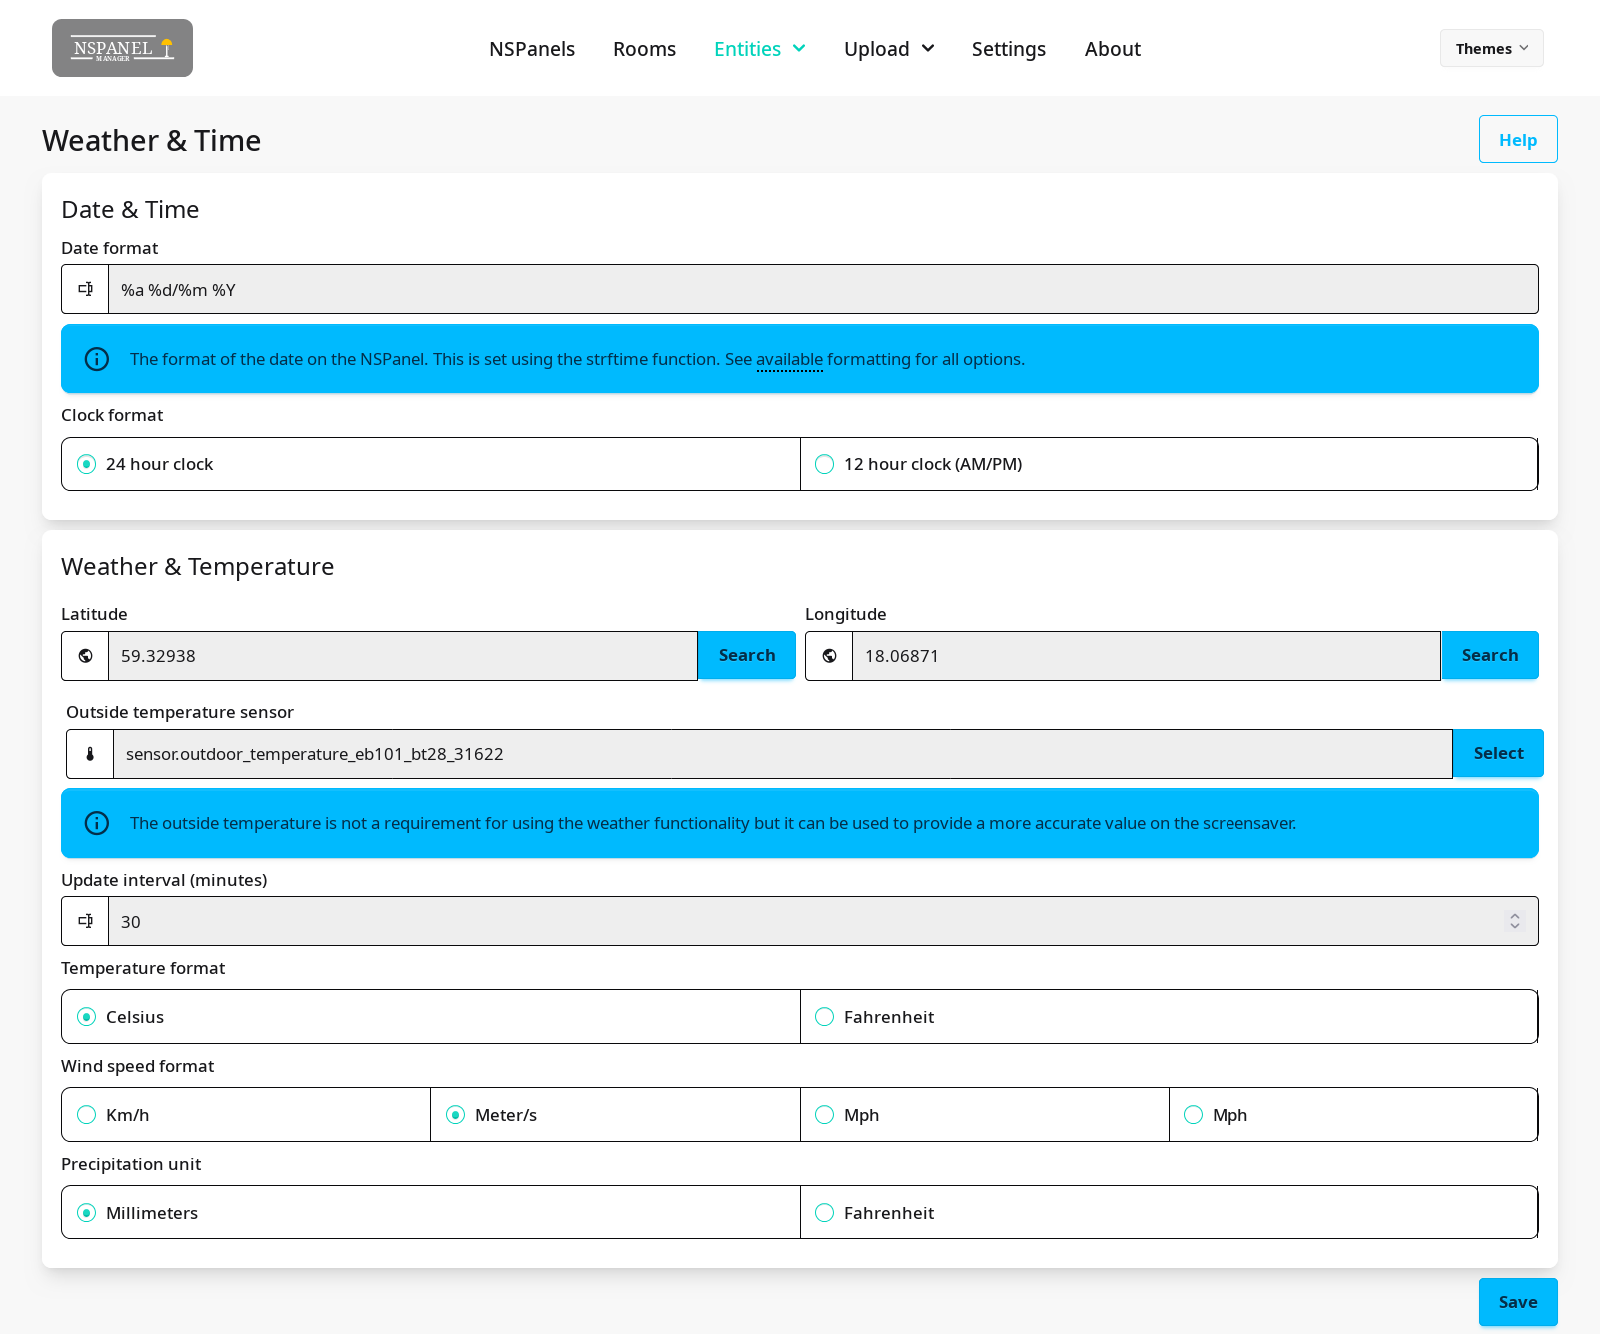 NSPANEL
MANAGER
NSPanels Rooms Entities Upload Settings About
Themes
Weather & Time
Help
Date & Time
Date format
%a %d/%m %Y
The format of the date on the NSPanel. This is set using the strftime function. See available formatting for all options.
Clock format
24 hour clock 12 hour clock (AM/PM)
Weather & Temperature
Latitude Longitude
59.32938 Search 18.06871 Search
Outside temperature sensor
sensor.outdoor_temperature_eb101_bt28_31622 Select
The outside temperature is not a requirement for using the weather functionality but it can be used to provide a more accurate value on the screensaver.
Update interval (minutes)
30
Temperature format
Celsius Fahrenheit
Wind speed format
Km/h Meter/s Mph Mph
Precipitation unit
Millimeters Fahrenheit
Save